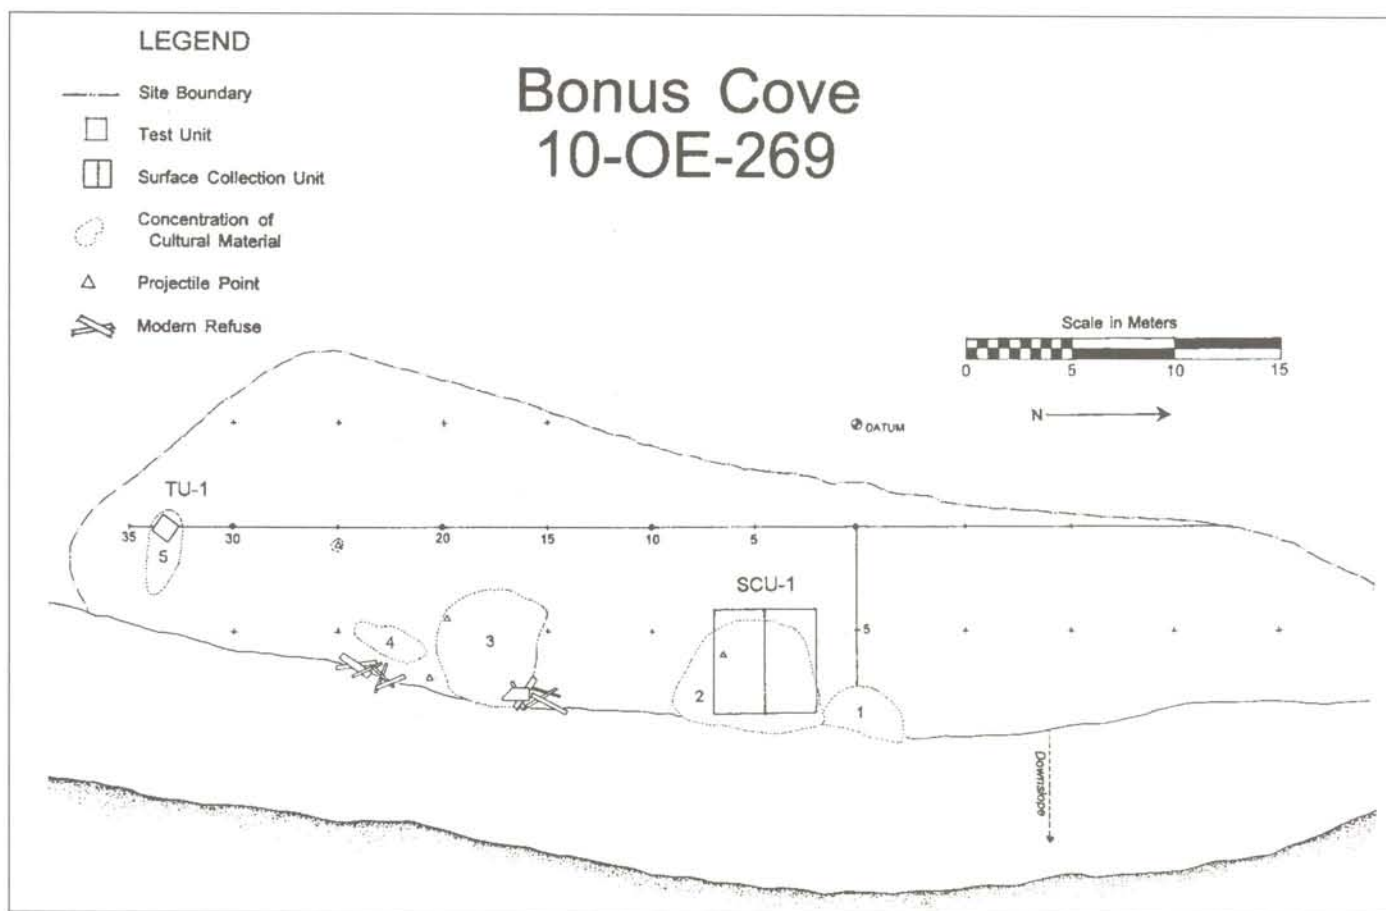 LEGEND
Site Boundary
Test Unit
Surface Collection Unit
Concentration of
Cultural Material
Projectile Point
Modern Refuse
Bonus Cove
10-OE-269
Scale in Meters
0 5 10 15
N
DATUM
TU-1
35 30 20 15 10 5
5
SCU-1
5
4
3
2
1
Downslope